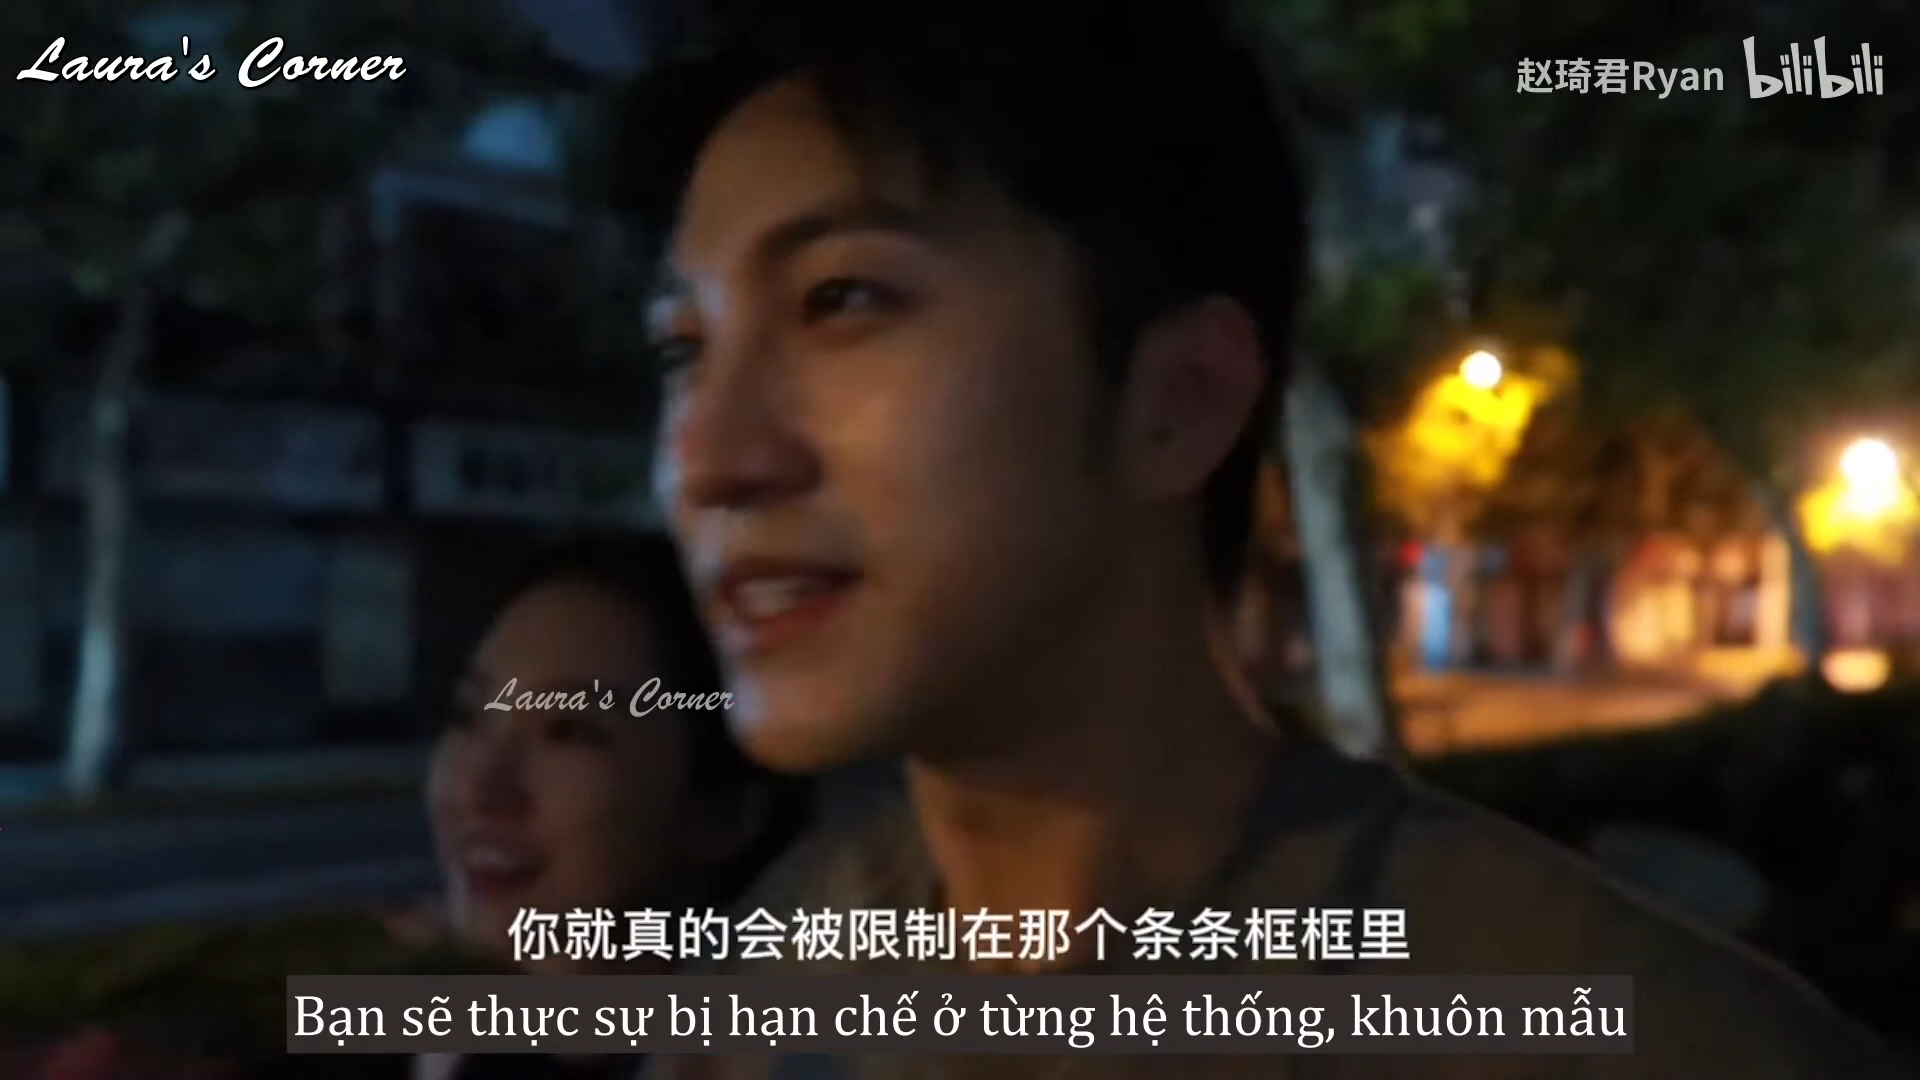 Laura's Corner
赵琦君Ryan bilibili
Laura's Corner
你就真的会被限制在那个条条框框里
Bạn sẽ thực sự bị hạn chế ở từng hệ thống, khuôn mẫu